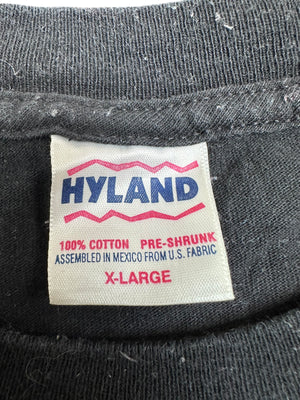 HYLAND
100% COTTON PRE-SHRUNK
ASSEMBLED IN MEXICO FROM U.S. FABRIC
X-LARGE